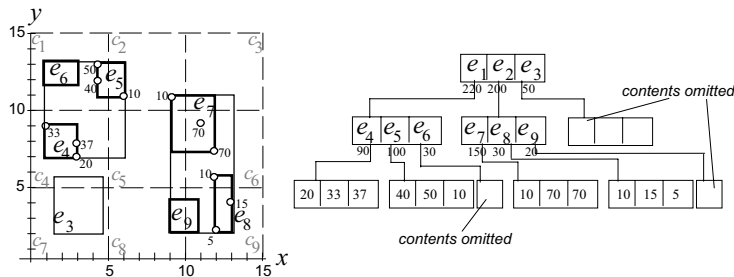 y
15
c1 c2 c3
e6 50 e5
40 10
10
10 e7
33 70
37
e4 20 70
c4 c5 c6
5
10
e3 15
e9 e8
5
c7 c8 c9
5 10 15 x
e1 e2 e3
220 200 50
contents omitted
e4 e5 e6 e7 e8 e9
90 100 30 150 30 20
20 33 37 40 50 10 10 70 70 10 15 5
contents omitted